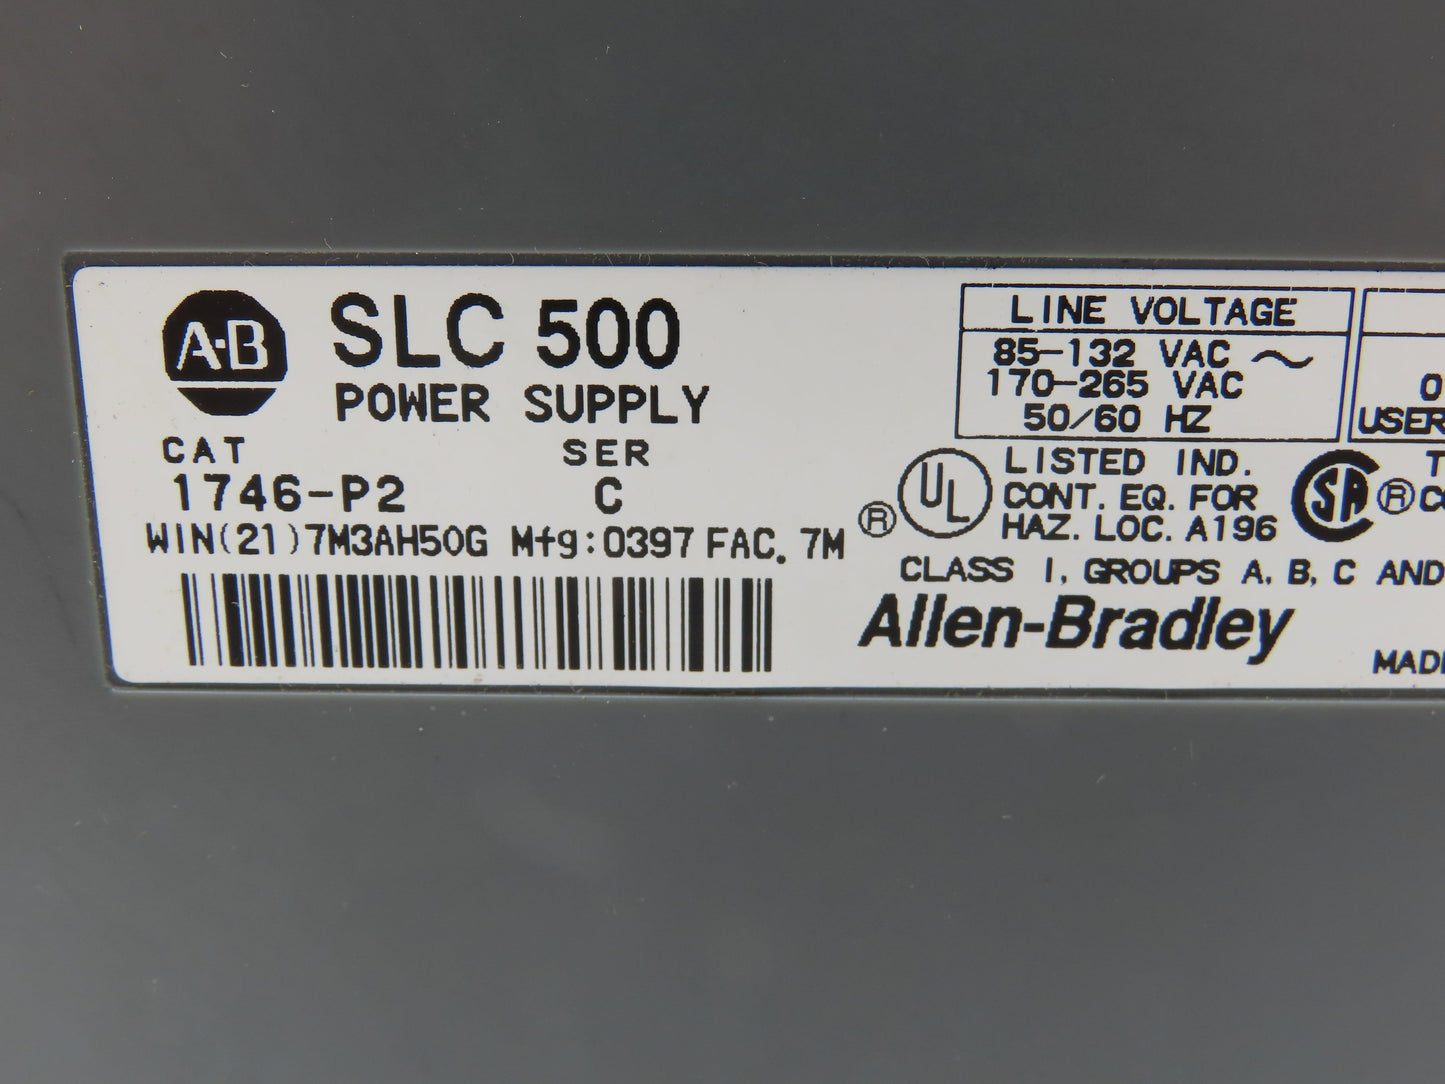 A-B
SLC 500
POWER SUPPLY
CAT SER
1746-P2 C
WIN(21)7M3AH50G Mfg:0397 FAC. 7M
LINE VOLTAGE
85-132 VAC ~
170-265 VAC
50/60 HZ
USER
® UL LISTED IND.
CONT. EQ. FOR
HAZ. LOC. A196
SA ®
CLASS I, GROUPS A, B, C AND
Allen-Bradley